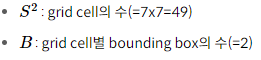 • S² : grid cell의 수(=7x7=49)
• B : grid cell별 bounding box의 수(=2)